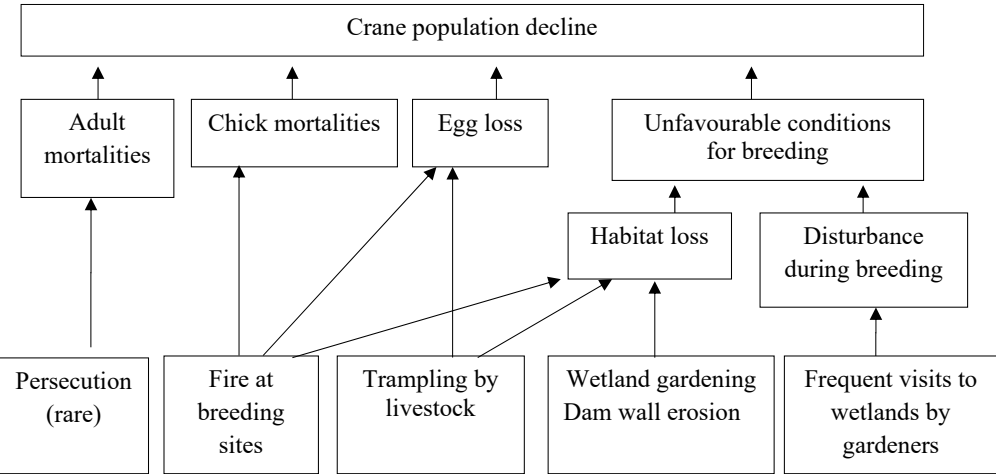 Crane population decline
Adult
mortalities
Chick mortalities
Egg loss
Unfavourable conditions
for breeding
Habitat loss
Disturbance
during breeding
Persecution
(rare)
Fire at
breeding
sites
Trampling by
livestock
Wetland gardening
Dam wall erosion
Frequent visits to
wetlands by
gardeners